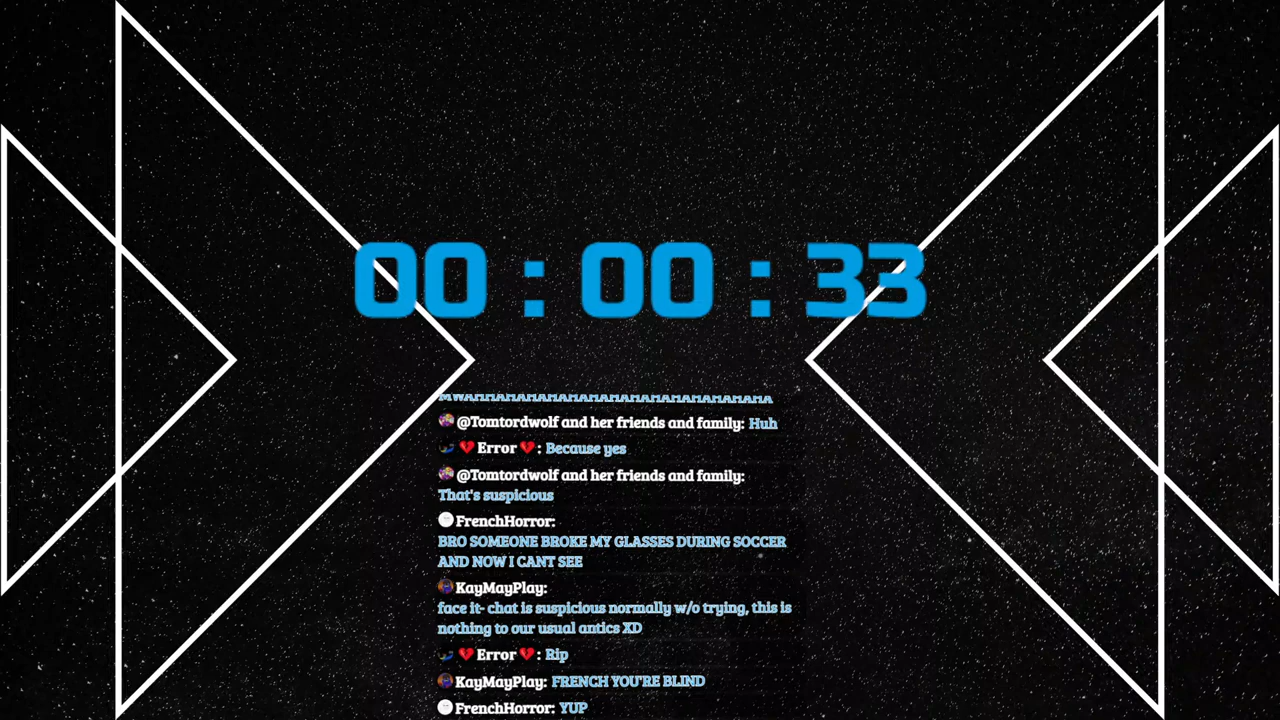 00 : 00 : 33
MWAHHAHAHAHAHAHAHAHAHAHAHAHAHAHAHA
@Tomtordwolf and her friends and family: Huh
💔 Error 💔 : Because yes
@Tomtordwolf and her friends and family:
That's suspicious
FrenchHorror:
BRO SOMEONE BROKE MY GLASSES DURING SOCCER
AND NOW I CANT SEE
KayMayPlay:
face it- chat is suspicious normally w/o trying, this is
nothing to our usual antics XD
💔 Error 💔 : Rip
KayMayPlay: FRENCH YOU'RE BLIND
FrenchHorror: YUP